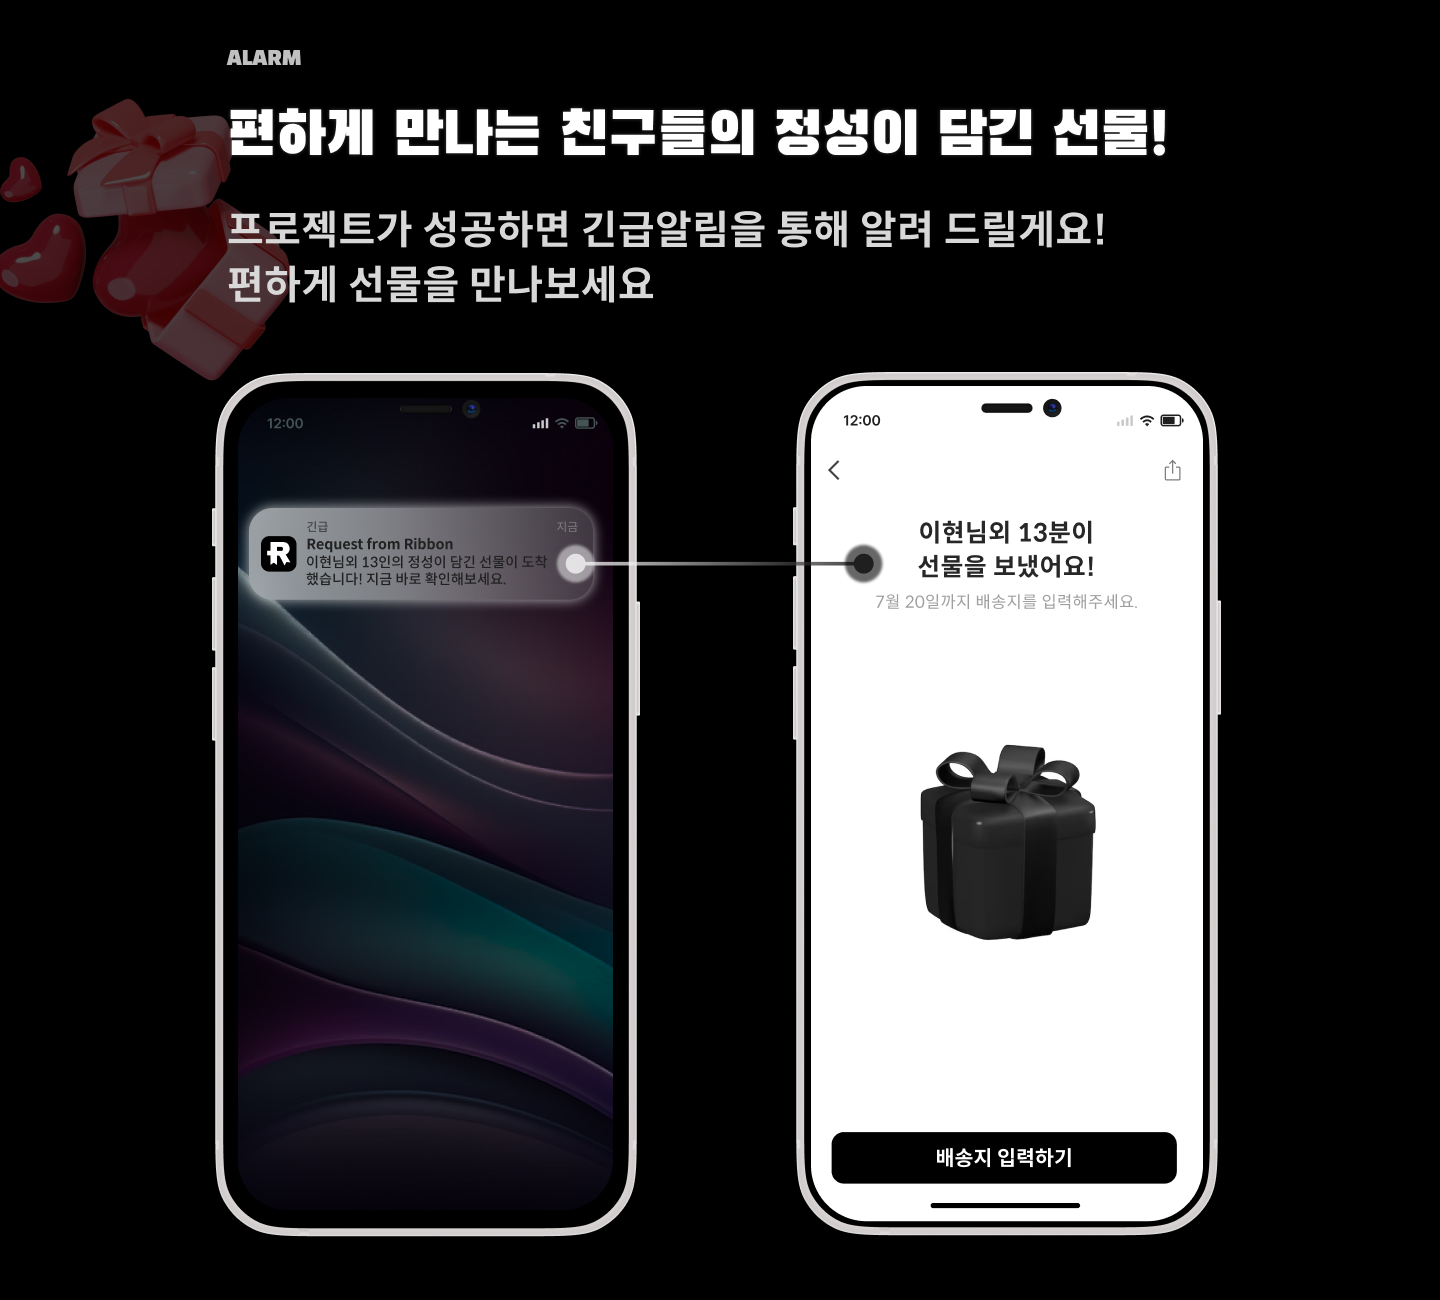 ALARM
편하게 만나는 친구들의 정성이 담긴 선물!
프로젝트가 성공하면 긴급알림을 통해 알려 드릴게요!
편하게 선물을 만나보세요
12:00
긴급
지금
R
Request from Ribbon
이현님외 13인의 정성이 담긴 선물이 도착
했습니다! 지금 바로 확인해보세요.
12:00
이현님외 13분이
선물을 보냈어요!
7월 20일까지 배송지를 입력해주세요.
배송지 입력하기